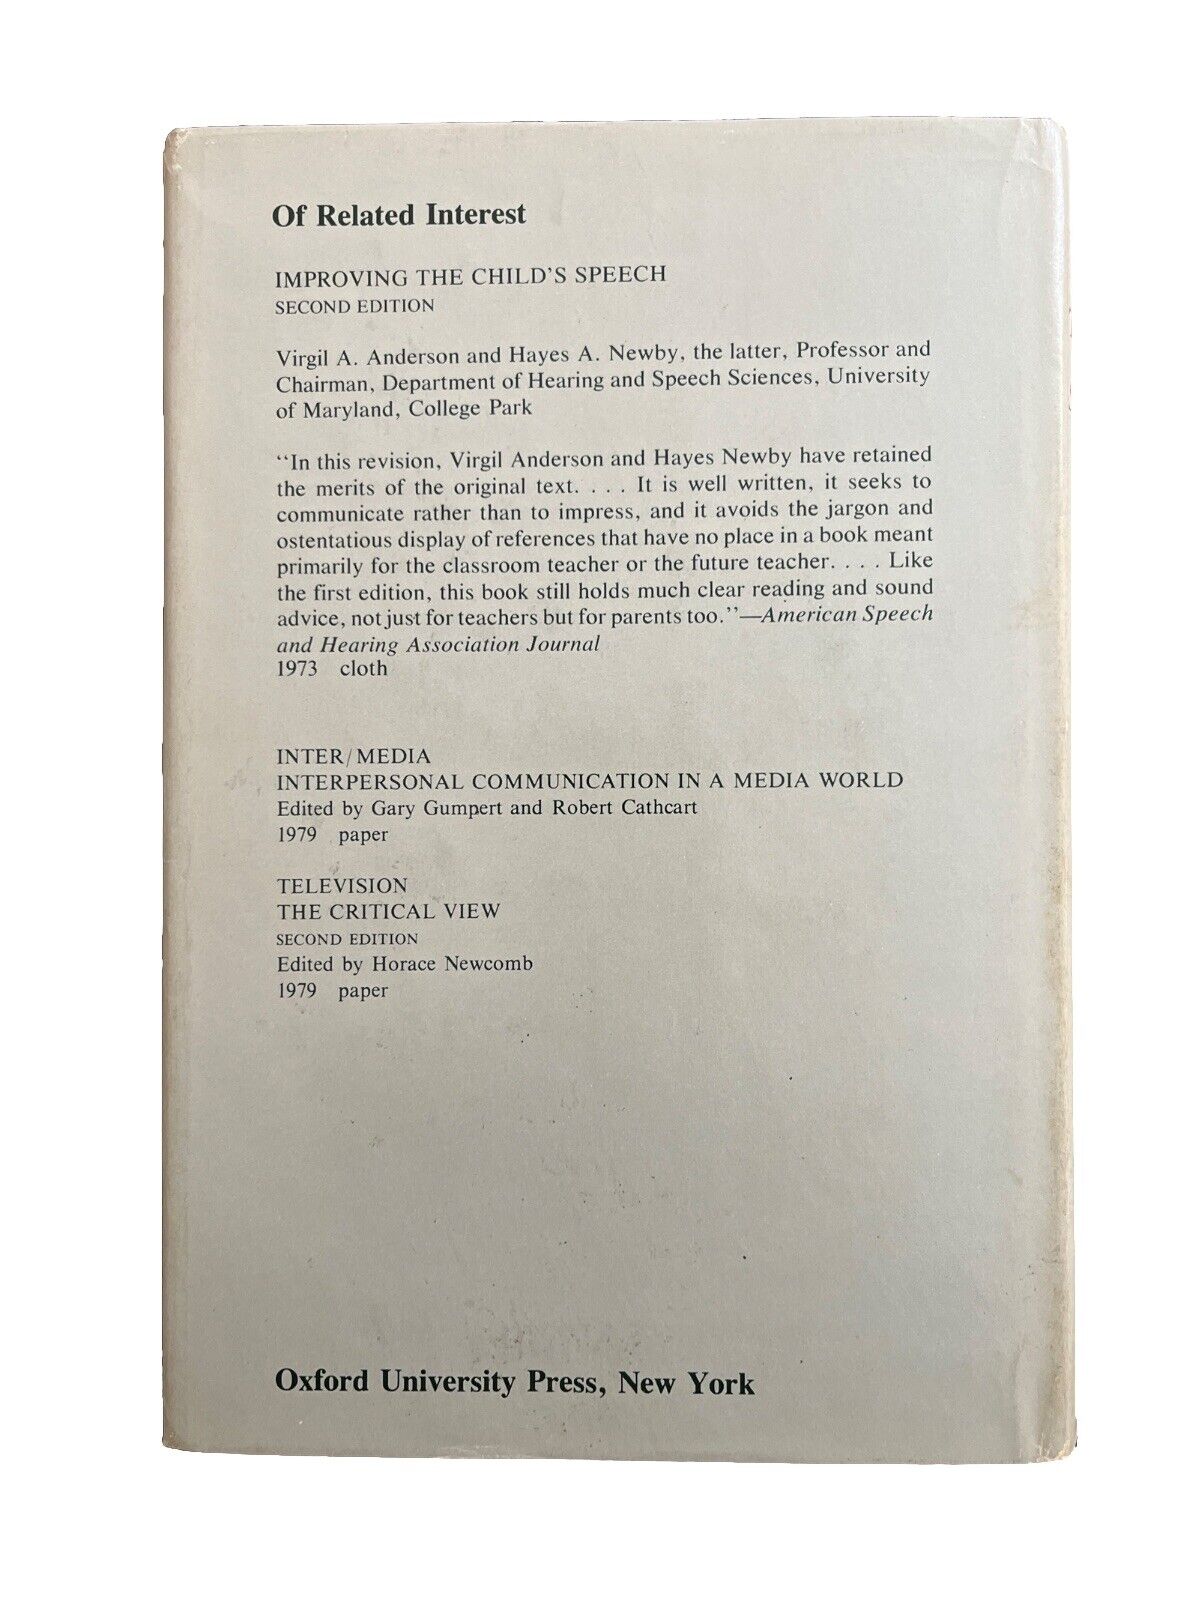 Of Related Interest
IMPROVING THE CHILD'S SPEECH
SECOND EDITION
Virgil A. Anderson and Hayes A. Newby, the latter, Professor and
Chairman, Department of Hearing and Speech Sciences, University
of Maryland, College Park
"In this revision, Virgil Anderson and Hayes Newby have retained
the merits of the original text. . . . It is well written, it seeks to
communicate rather than to impress, and it avoids the jargon and
ostentatious display of references that have no place in a book meant
primarily for the classroom teacher or the future teacher. . . . Like
the first edition, this book still holds much clear reading and sound
advice, not just for teachers but for parents too."—American Speech
and Hearing Association Journal
1973 cloth
INTER/MEDIA
INTERPERSONAL COMMUNICATION IN A MEDIA WORLD
Edited by Gary Gumpert and Robert Cathcart
1979 paper
TELEVISION
THE CRITICAL VIEW
SECOND EDITION
Edited by Horace Newcomb
1979 paper
Oxford University Press, New York